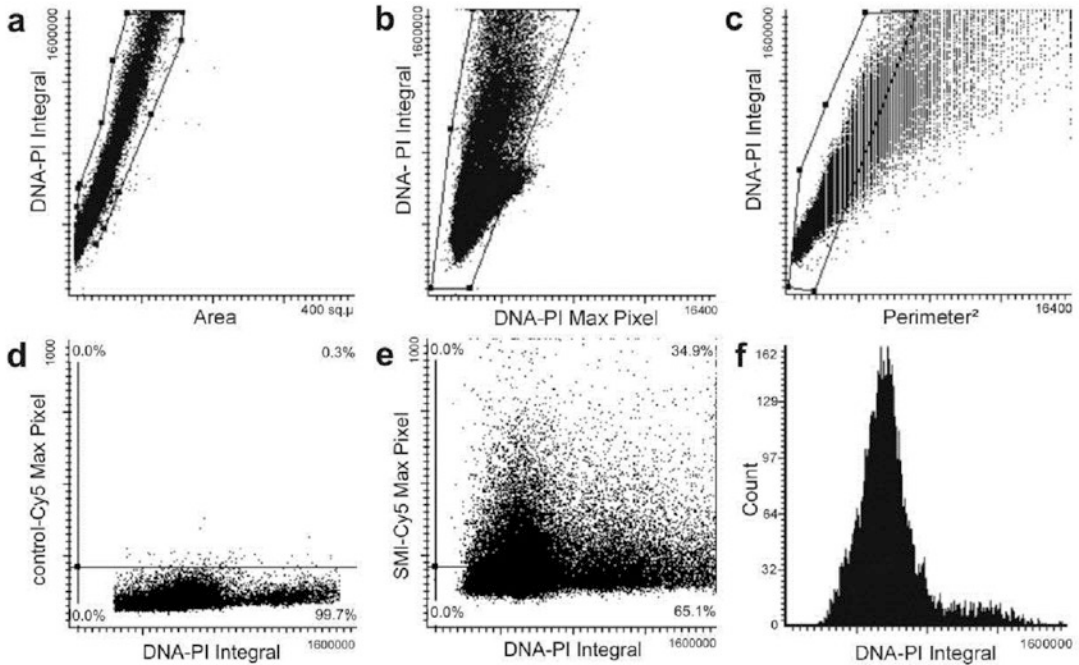 a
1600000
DNA-PI Integral
Area
400 sq.µ
b
1600000
DNA- PI Integral
DNA-PI Max Pixel
16400
c
1600000
DNA-PI Integral
Perimeter²
16400
d
1000
0.0%
0.3%
control-Cy5 Max Pixel
0.0%
99.7%
DNA-PI Integral
1600000
e
1000
0.0%
34.9%
SMI-Cy5 Max Pixel
0.0%
65.1%
DNA-PI Integral
1600000
f
162
129
97
64
32
0
Count
DNA-PI Integral
1600000